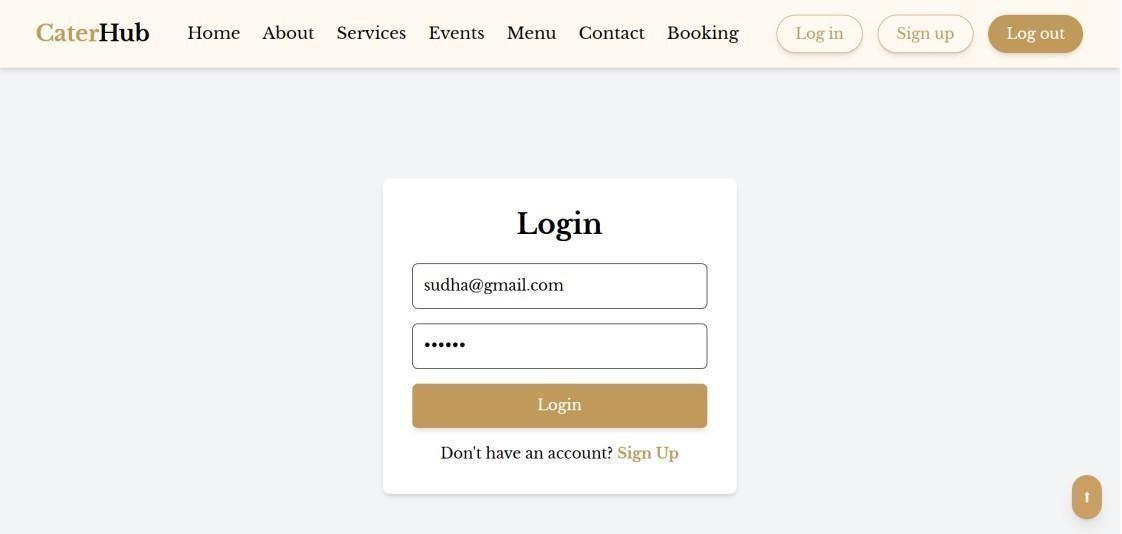 CaterHub Home About Services Events Menu Contact Booking Log in Sign up Log out
Login
sudha@gmail.com
••••••
Login
Don't have an account? Sign Up
↑